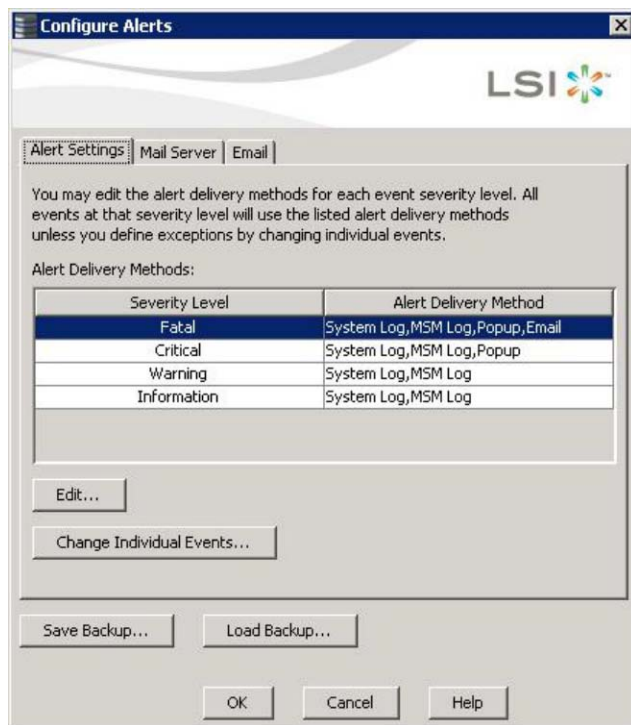 Configure Alerts
LSI
Alert Settings Mail Server Email
You may edit the alert delivery methods for each event severity level. All
events at that severity level will use the listed alert delivery methods
unless you define exceptions by changing individual events.
Alert Delivery Methods:
Severity Level Alert Delivery Method
Fatal System Log,MSM Log,Popup,Email
Critical System Log,MSM Log,Popup
Warning System Log,MSM Log
Information System Log,MSM Log
Edit...
Change Individual Events...
Save Backup... Load Backup...
OK Cancel Help